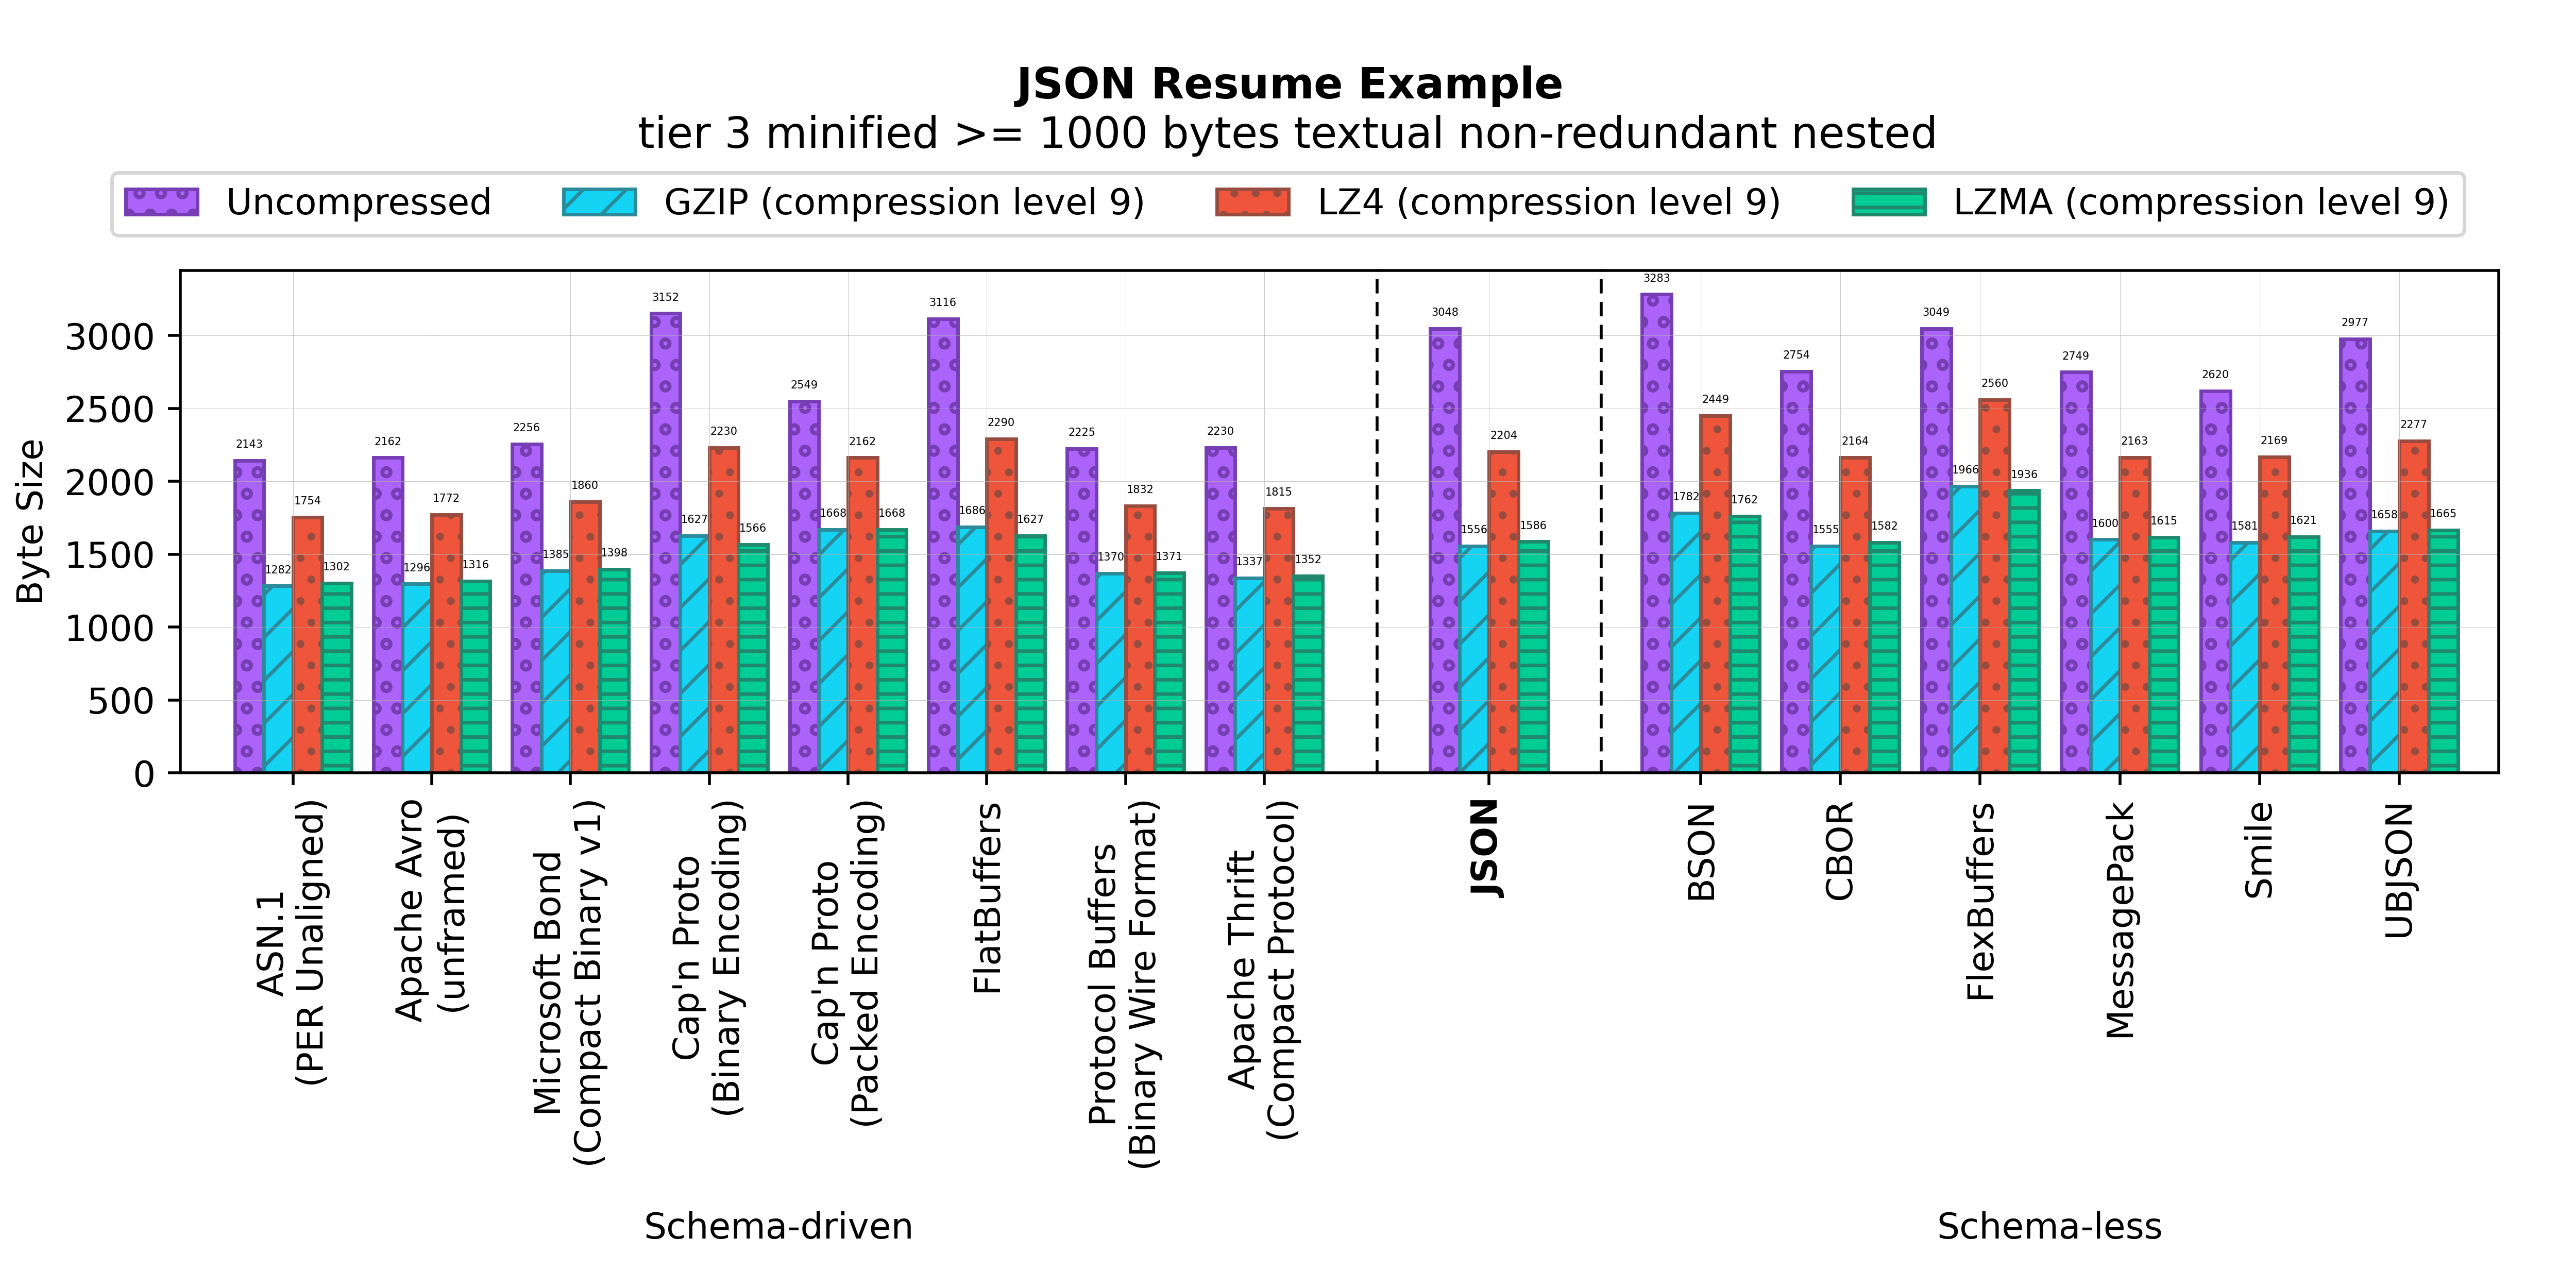 JSON Resume Example
tier 3 minified >= 1000 bytes textual non-redundant nested
Uncompressed
GZIP (compression level 9)
LZ4 (compression level 9)
LZMA (compression level 9)
Byte Size
3000
2500
2000
1500
1000
500
0
2143
1282
1754
1302
2162
1296
1772
1316
2256
1385
1860
1398
3152
1627
2230
1566
2549
1668
2162
1668
3116
1686
2290
1627
2225
1370
1832
1371
2230
1337
1815
1352
3048
1556
2204
1586
3283
1782
2449
1762
2754
1555
2164
1582
3049
1966
2560
1936
2749
1600
2163
1615
2620
1581
2169
1621
2977
1658
2277
1665
ASN.1
(PER Unaligned)
Apache Avro
(unframed)
Microsoft Bond
(Compact Binary v1)
Cap'n Proto
(Binary Encoding)
Cap'n Proto
(Packed Encoding)
FlatBuffers
Protocol Buffers
(Binary Wire Format)
Apache Thrift
(Compact Protocol)
JSON
BSON
CBOR
FlexBuffers
MessagePack
Smile
UBJSON
Schema-driven
Schema-less